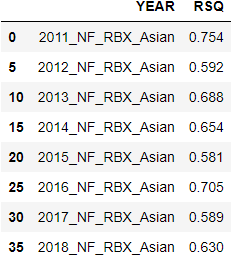 YEAR RSQ
0 2011_NF_RBX_Asian 0.754
5 2012_NF_RBX_Asian 0.592
10 2013_NF_RBX_Asian 0.688
15 2014_NF_RBX_Asian 0.654
20 2015_NF_RBX_Asian 0.581
25 2016_NF_RBX_Asian 0.705
30 2017_NF_RBX_Asian 0.589
35 2018_NF_RBX_Asian 0.630